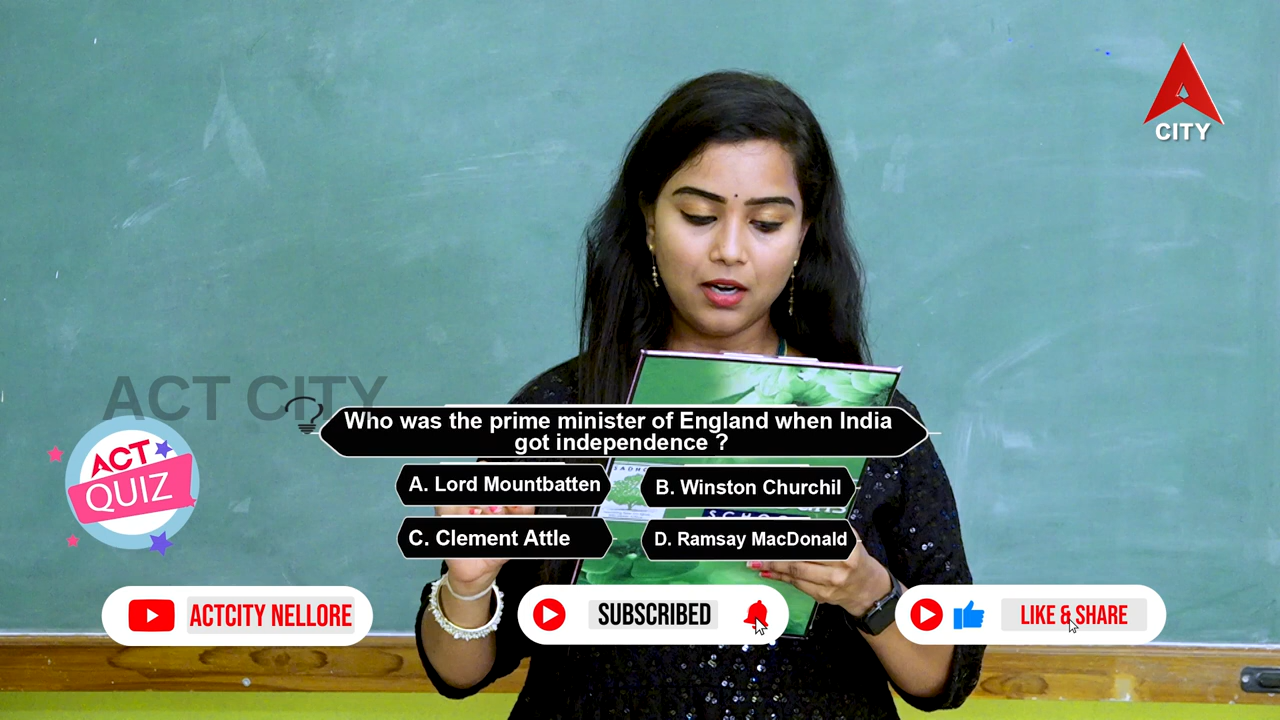 CITY
ACT CITY
Who was the prime minister of England when India
got independence ?
A. Lord Mountbatten
B. Winston Churchil
C. Clement Attle
D. Ramsay MacDonald
ACT
QUIZ
ACTCITY NELLORE
SUBSCRIBED
LIKE & SHARE